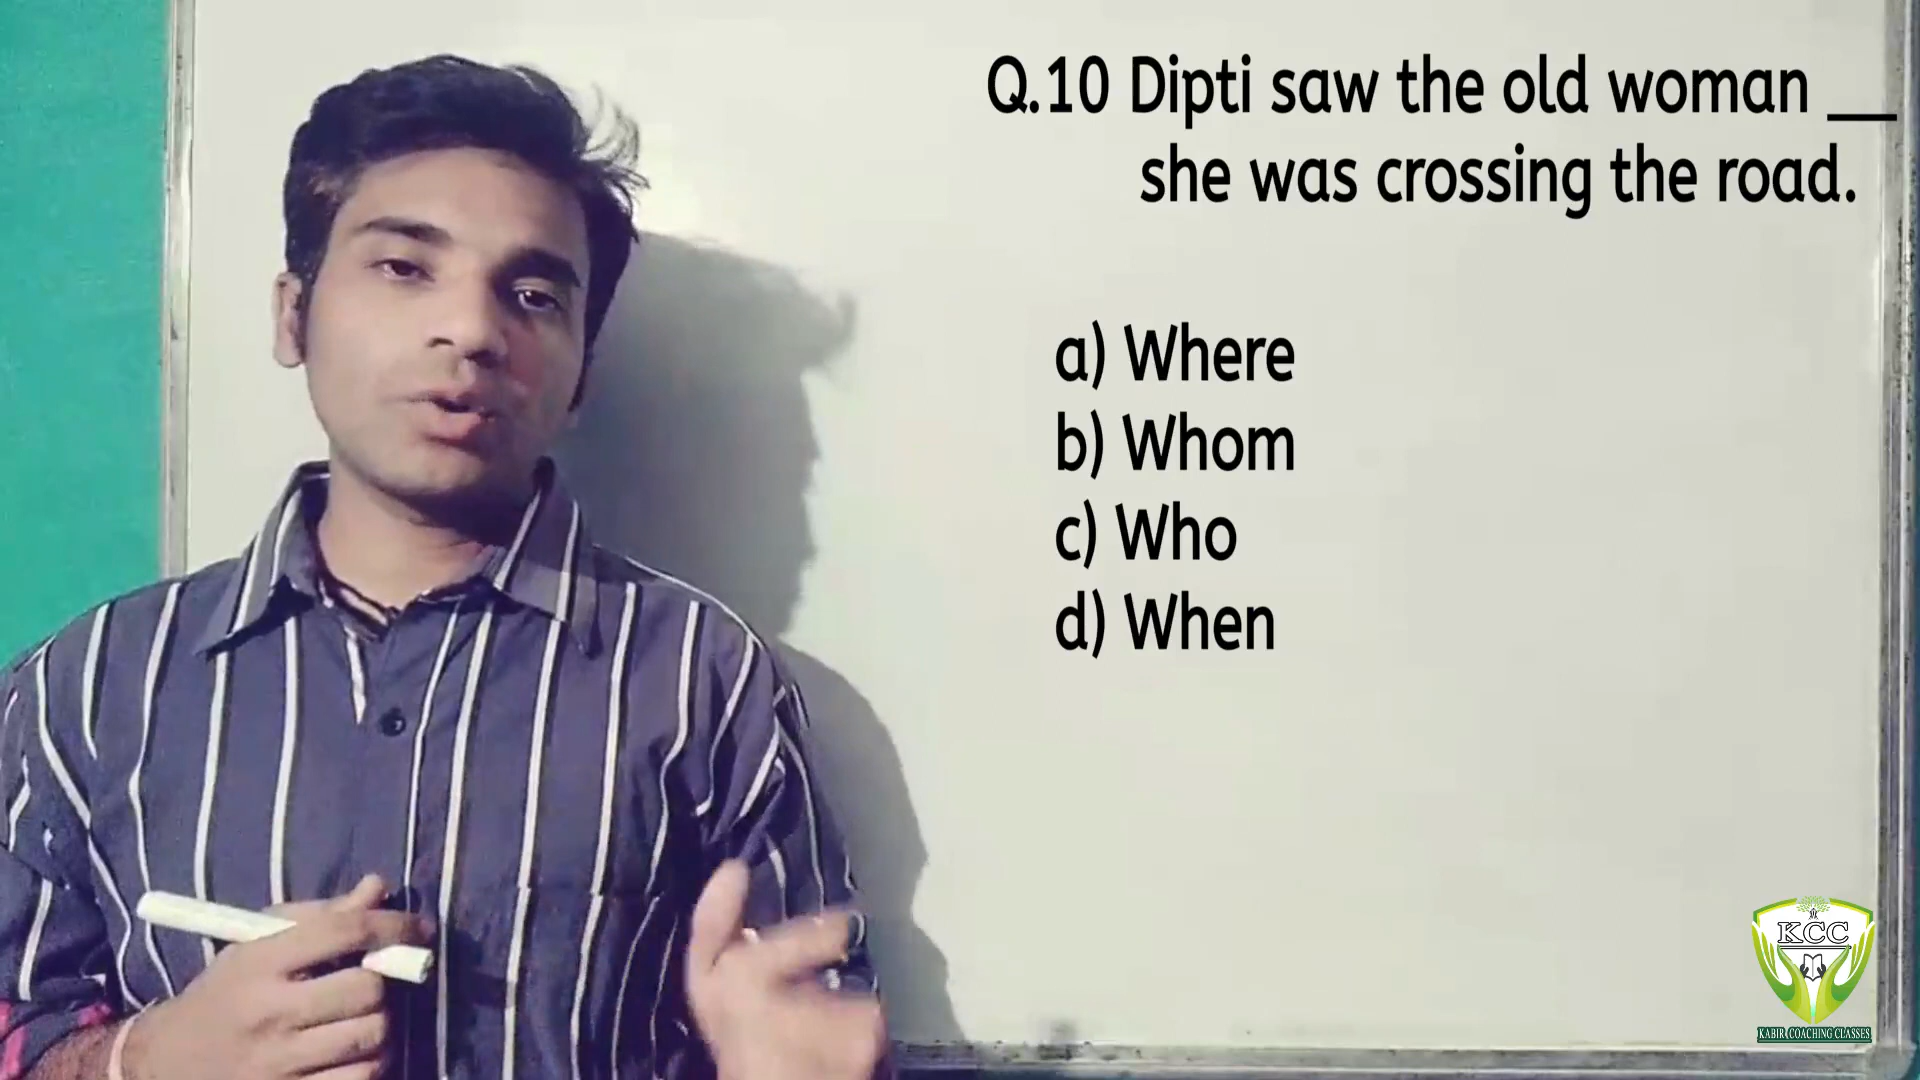 Q.10 Dipti saw the old woman __
she was crossing the road.
a) Where
b) Whom
c) Who
d) When
KCC
KABIR COACHING CLASSES